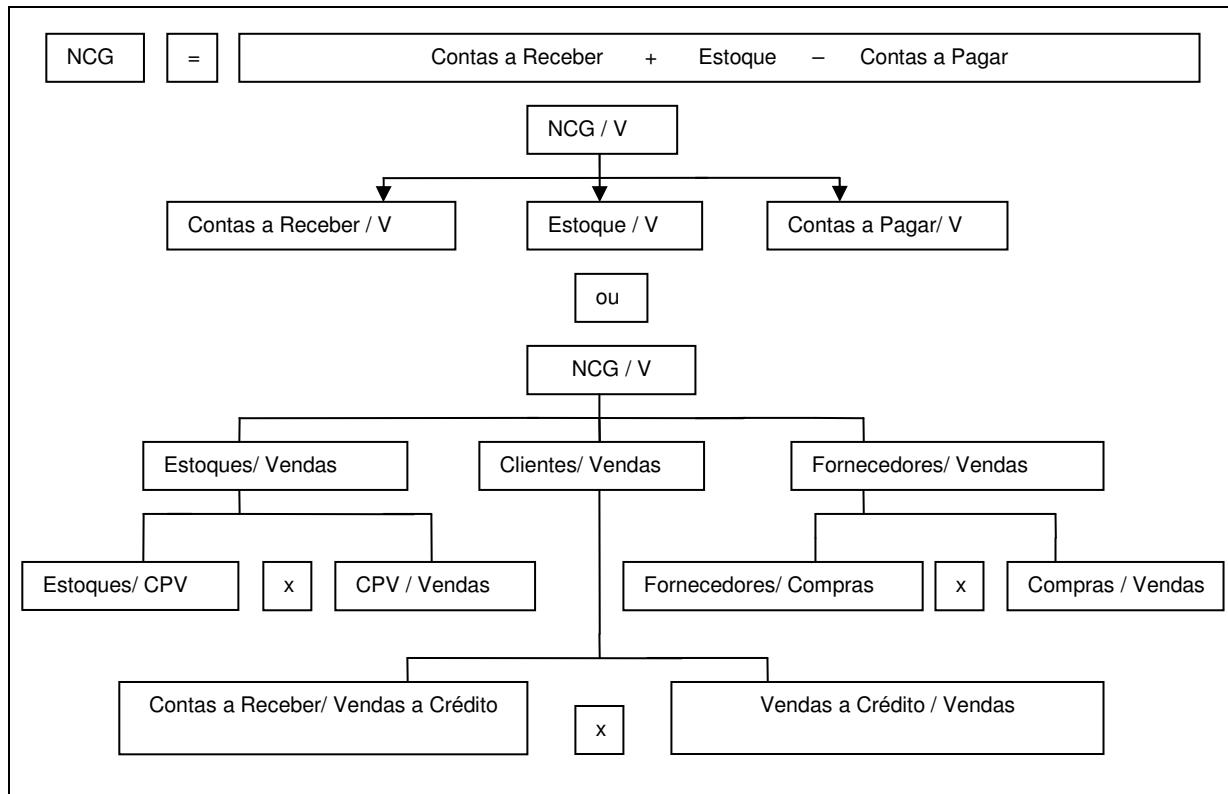 NCG = Contas a Receber + Estoque – Contas a Pagar
NCG / V
Contas a Receber / V Estoque / V Contas a Pagar/ V
ou
NCG / V
Estoques/ Vendas Clientes/ Vendas Fornecedores/ Vendas
Estoques/ CPV x CPV / Vendas Fornecedores/ Compras x Compras / Vendas
Contas a Receber/ Vendas a Crédito x Vendas a Crédito / Vendas